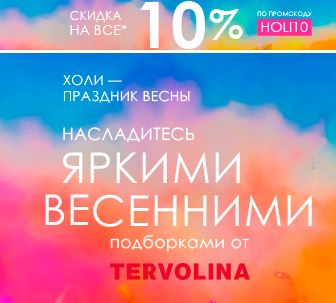 СКИДКА
НА ВСЕ*
10%
ПО ПРОМОКОДУ
HOLI10
ХОЛИ —
ПРАЗДНИК ВЕСНЫ
НАСЛАДИТЕСЬ
ЯРКИМИ
ВЕСЕННИМИ
подборками от
TERVOLINA